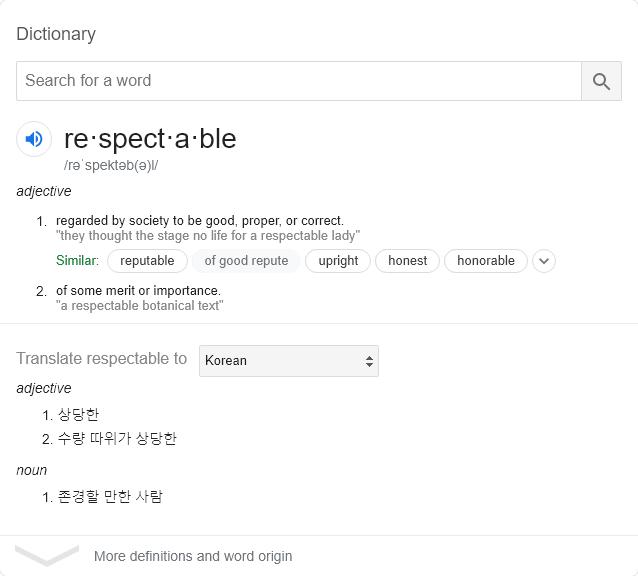 Dictionary
Search for a word
re·spect·a·ble
/rəˈspektəb(ə)l/
adjective
1. regarded by society to be good, proper, or correct.
"they thought the stage no life for a respectable lady"
Similar: reputable of good repute upright honest honorable
2. of some merit or importance.
"a respectable botanical text"
Translate respectable to Korean
adjective
1. 상당한
2. 수량 따위가 상당한
noun
1. 존경할 만한 사람
More definitions and word origin